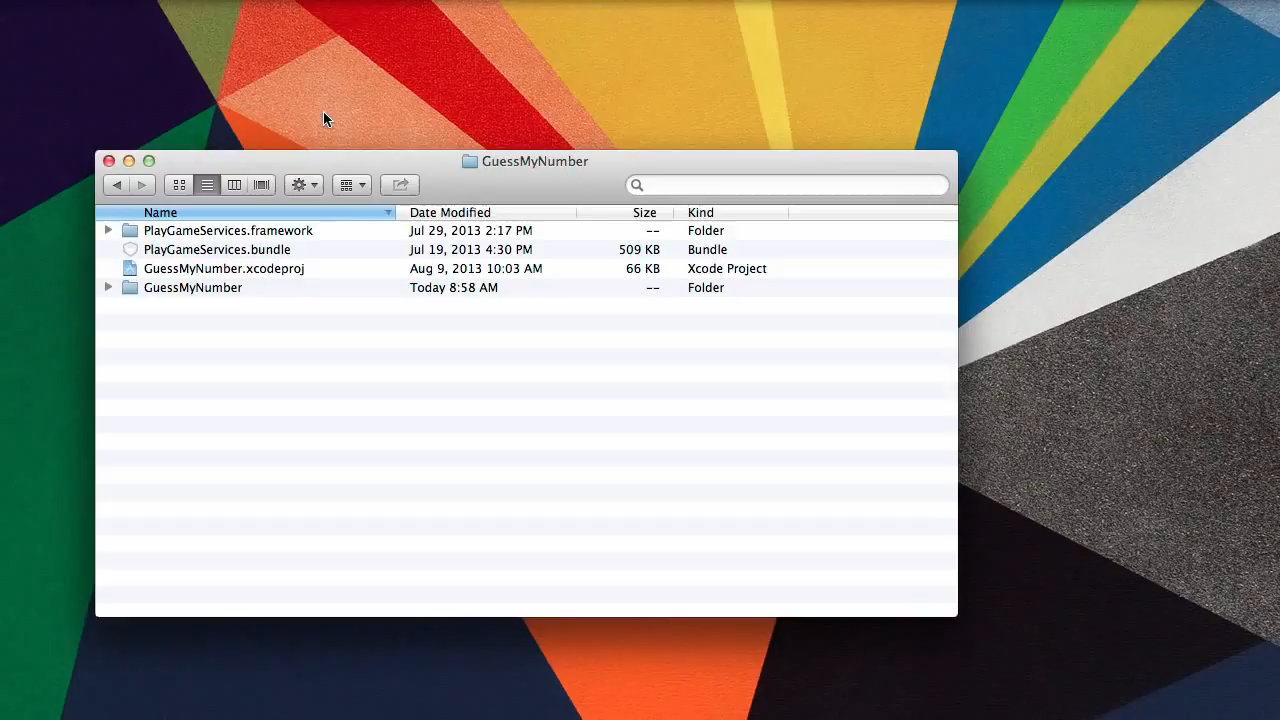 GuessMyNumber
Name Date Modified Size Kind
PlayGameServices.framework Jul 29, 2013 2:17 PM -- Folder
PlayGameServices.bundle Jul 19, 2013 4:30 PM 509 KB Bundle
GuessMyNumber.xcodeproj Aug 9, 2013 10:03 AM 66 KB Xcode Project
GuessMyNumber Today 8:58 AM -- Folder